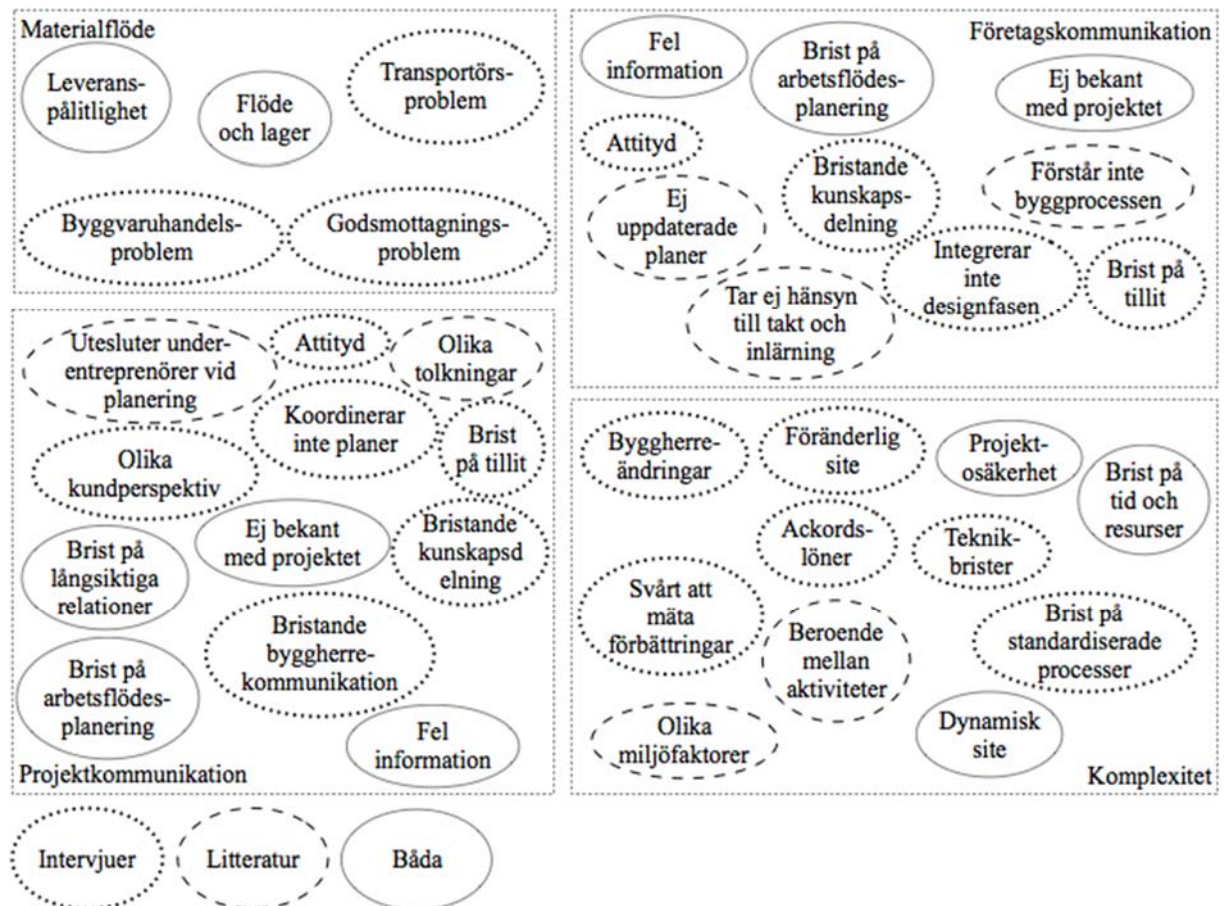 Materialflöde
Leverans-
pålitlighet
Flöde
och lager
Transportörs-
problem
Byggvaruhandels-
problem
Godsmottagnings-
problem
Företagskommunikation
Fel
information
Brist på
arbetsflödes-
planering
Ej bekant
med projektet
Attityd
Bristande
kunskaps-
delning
Förstår inte
byggprocessen
Ej
uppdaterade
planer
Integrerar
inte
designfasen
Brist på
tillit
Tar ej hänsyn
till takt och
inlärning
Utesluter under-
entreprenörer vid
planering
Attityd
Olika
tolkningar
Koordinerar
inte planer
Brist
på tillit
Olika
kundperspektiv
Ej bekant
med projektet
Bristande
kunskapsd
elning
Brist på
långsiktiga
relationer
Bristande
byggherre-
kommunikation
Brist på
arbetsflödes-
planering
Fel
information
Projektkommunikation
Byggherre-
ändringar
Föränderlig
site
Projekt-
osäkerhet
Brist på
tid och
resurser
Ackords-
löner
Teknik-
brister
Svårt att
mäta
förbättringar
Beroende
mellan
aktiviteter
Brist på
standardiserade
processer
Olika
miljöfaktorer
Dynamisk
site
Komplexitet
Intervjuer
Litteratur
Båda